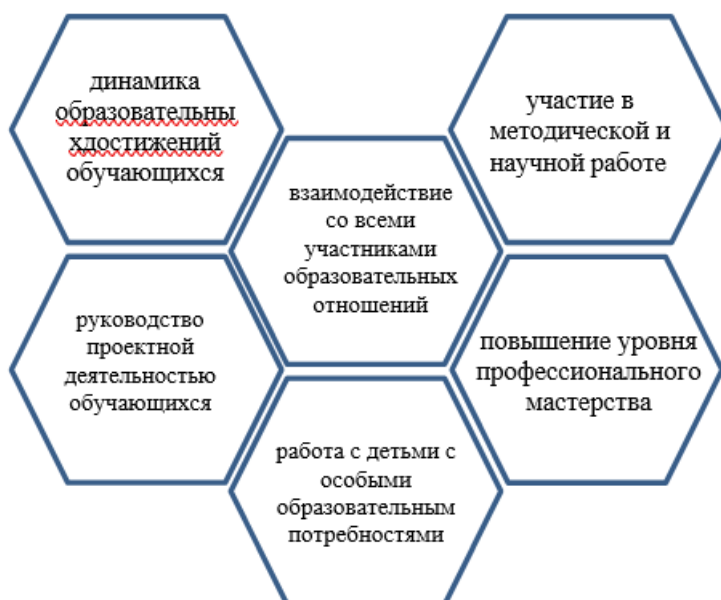 динамика
образовательны
хдостижений
обучающихся
участие в
методической и
научной работе
взаимодействие
со всеми
участниками
образовательных
отношений
руководство
проектной
деятельностью
обучающихся
повышение уровня
профессионального
мастерства
работа с детьми с
особыми
образовательным
потребностями